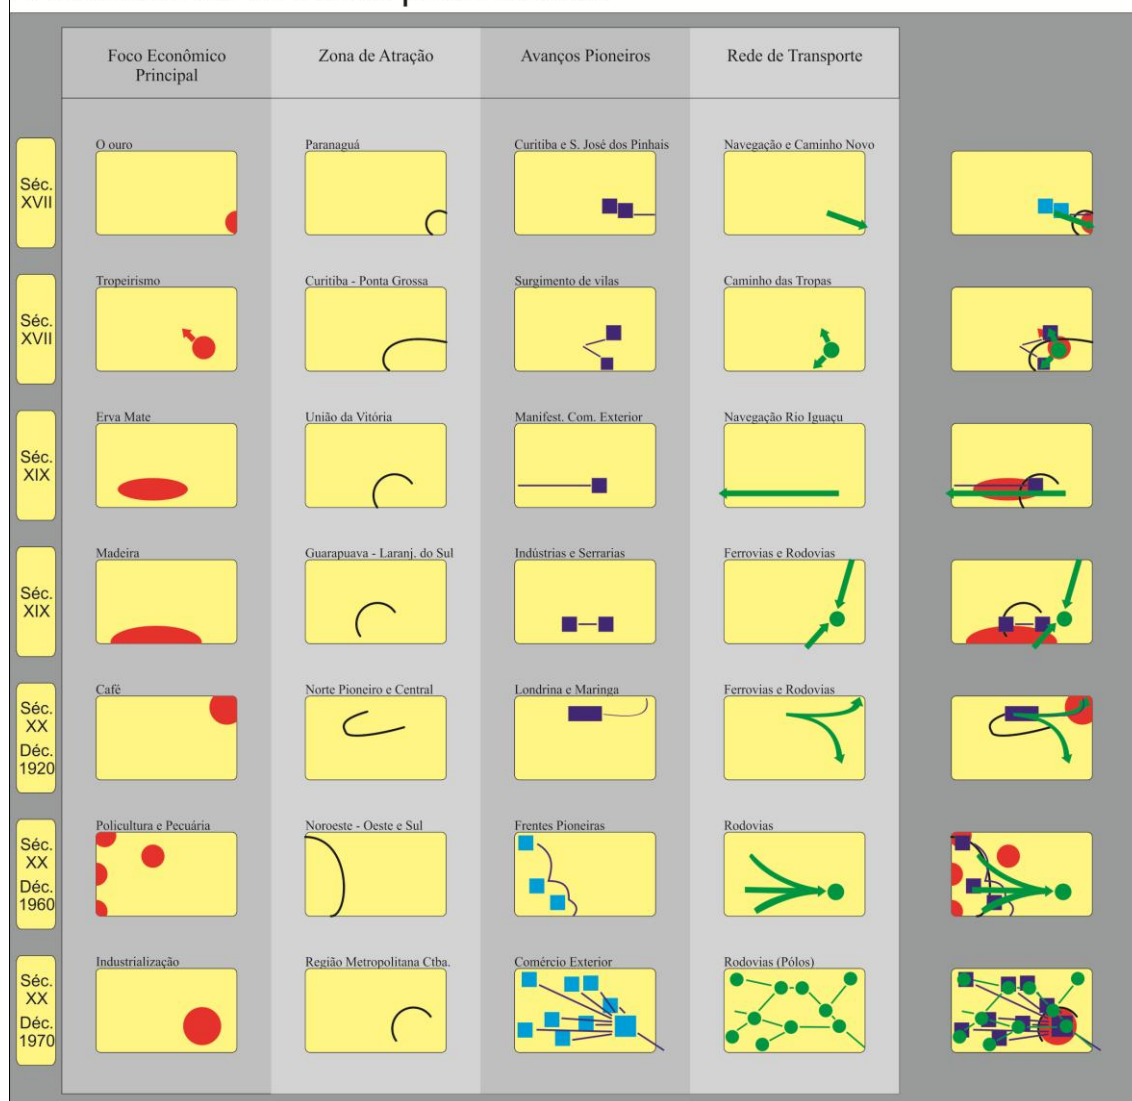 Foco Econômico
Principal
Zona de Atração
Avanços Pioneiros
Rede de Transporte
Séc.
XVII
O ouro
Paranaguá
Curitiba e S. José dos Pinhais
Navegação e Caminho Novo
Séc.
XVII
Tropeirismo
Curitiba - Ponta Grossa
Surgimento de vilas
Caminho das Tropas
Séc.
XIX
Erva Mate
União da Vitória
Manifest. Com. Exterior
Navegação Rio Iguaçu
Séc.
XIX
Madeira
Guarapuava - Laranj. do Sul
Indústrias e Serrarias
Ferrovias e Rodovias
Séc.
XX
Déc.
1920
Café
Norte Pioneiro e Central
Londrina e Maringa
Ferrovias e Rodovias
Séc.
XX
Déc.
1960
Policultura e Pecuária
Noroeste - Oeste e Sul
Frentes Pioneiras
Rodovias
Séc.
XX
Déc.
1970
Industrialização
Região Metropolitana Ctba.
Comércio Exterior
Rodovias (Pólos)